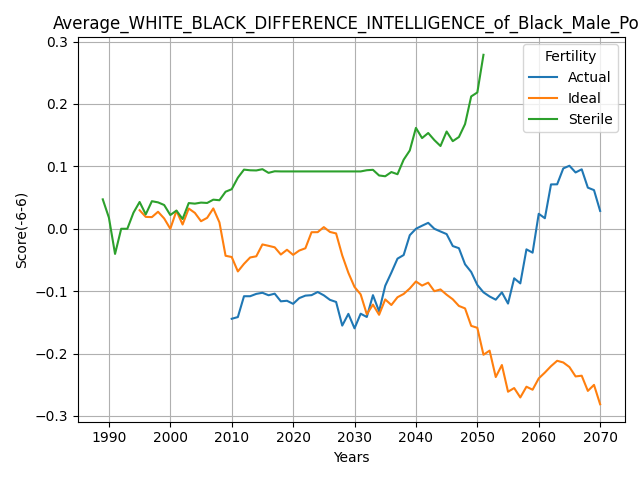 Average_WHITE_BLACK_DIFFERENCE_INTELLIGENCE_of_Black_Male_Po
0.3
0.2
0.1
0.0
−0.1
−0.2
−0.3
Score(-6-6)
Fertility
Actual
Ideal
Sterile
1990 2000 2010 2020 2030 2040 2050 2060 2070
Years